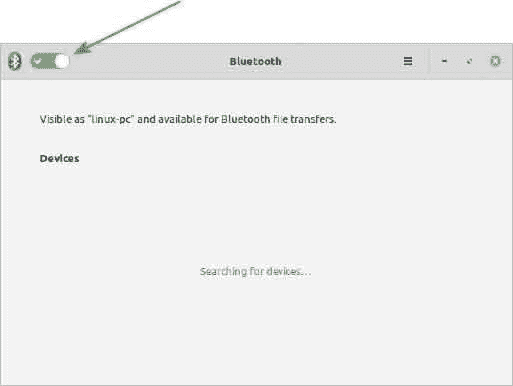 Bluetooth
Visible as "linux-pc" and available for Bluetooth file transfers.
Devices
Searching for devices...